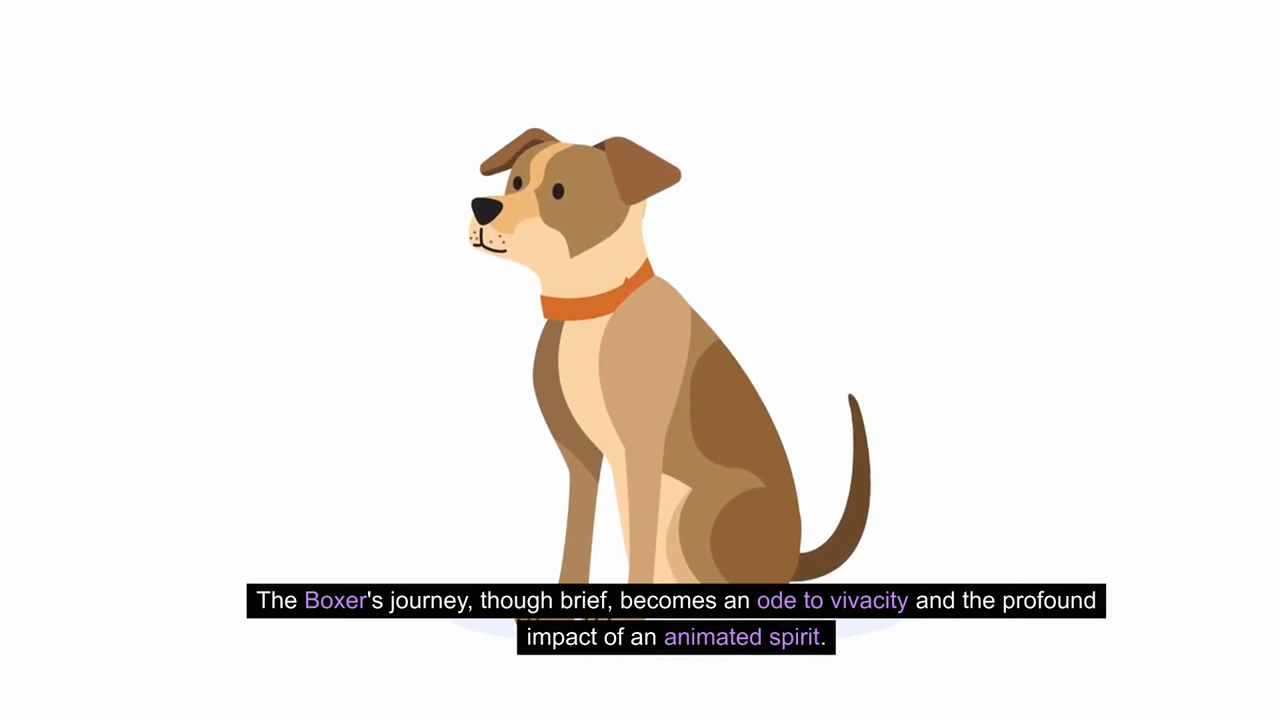 The Boxer's journey, though brief, becomes an ode to vivacity and the profound
impact of an animated spirit.